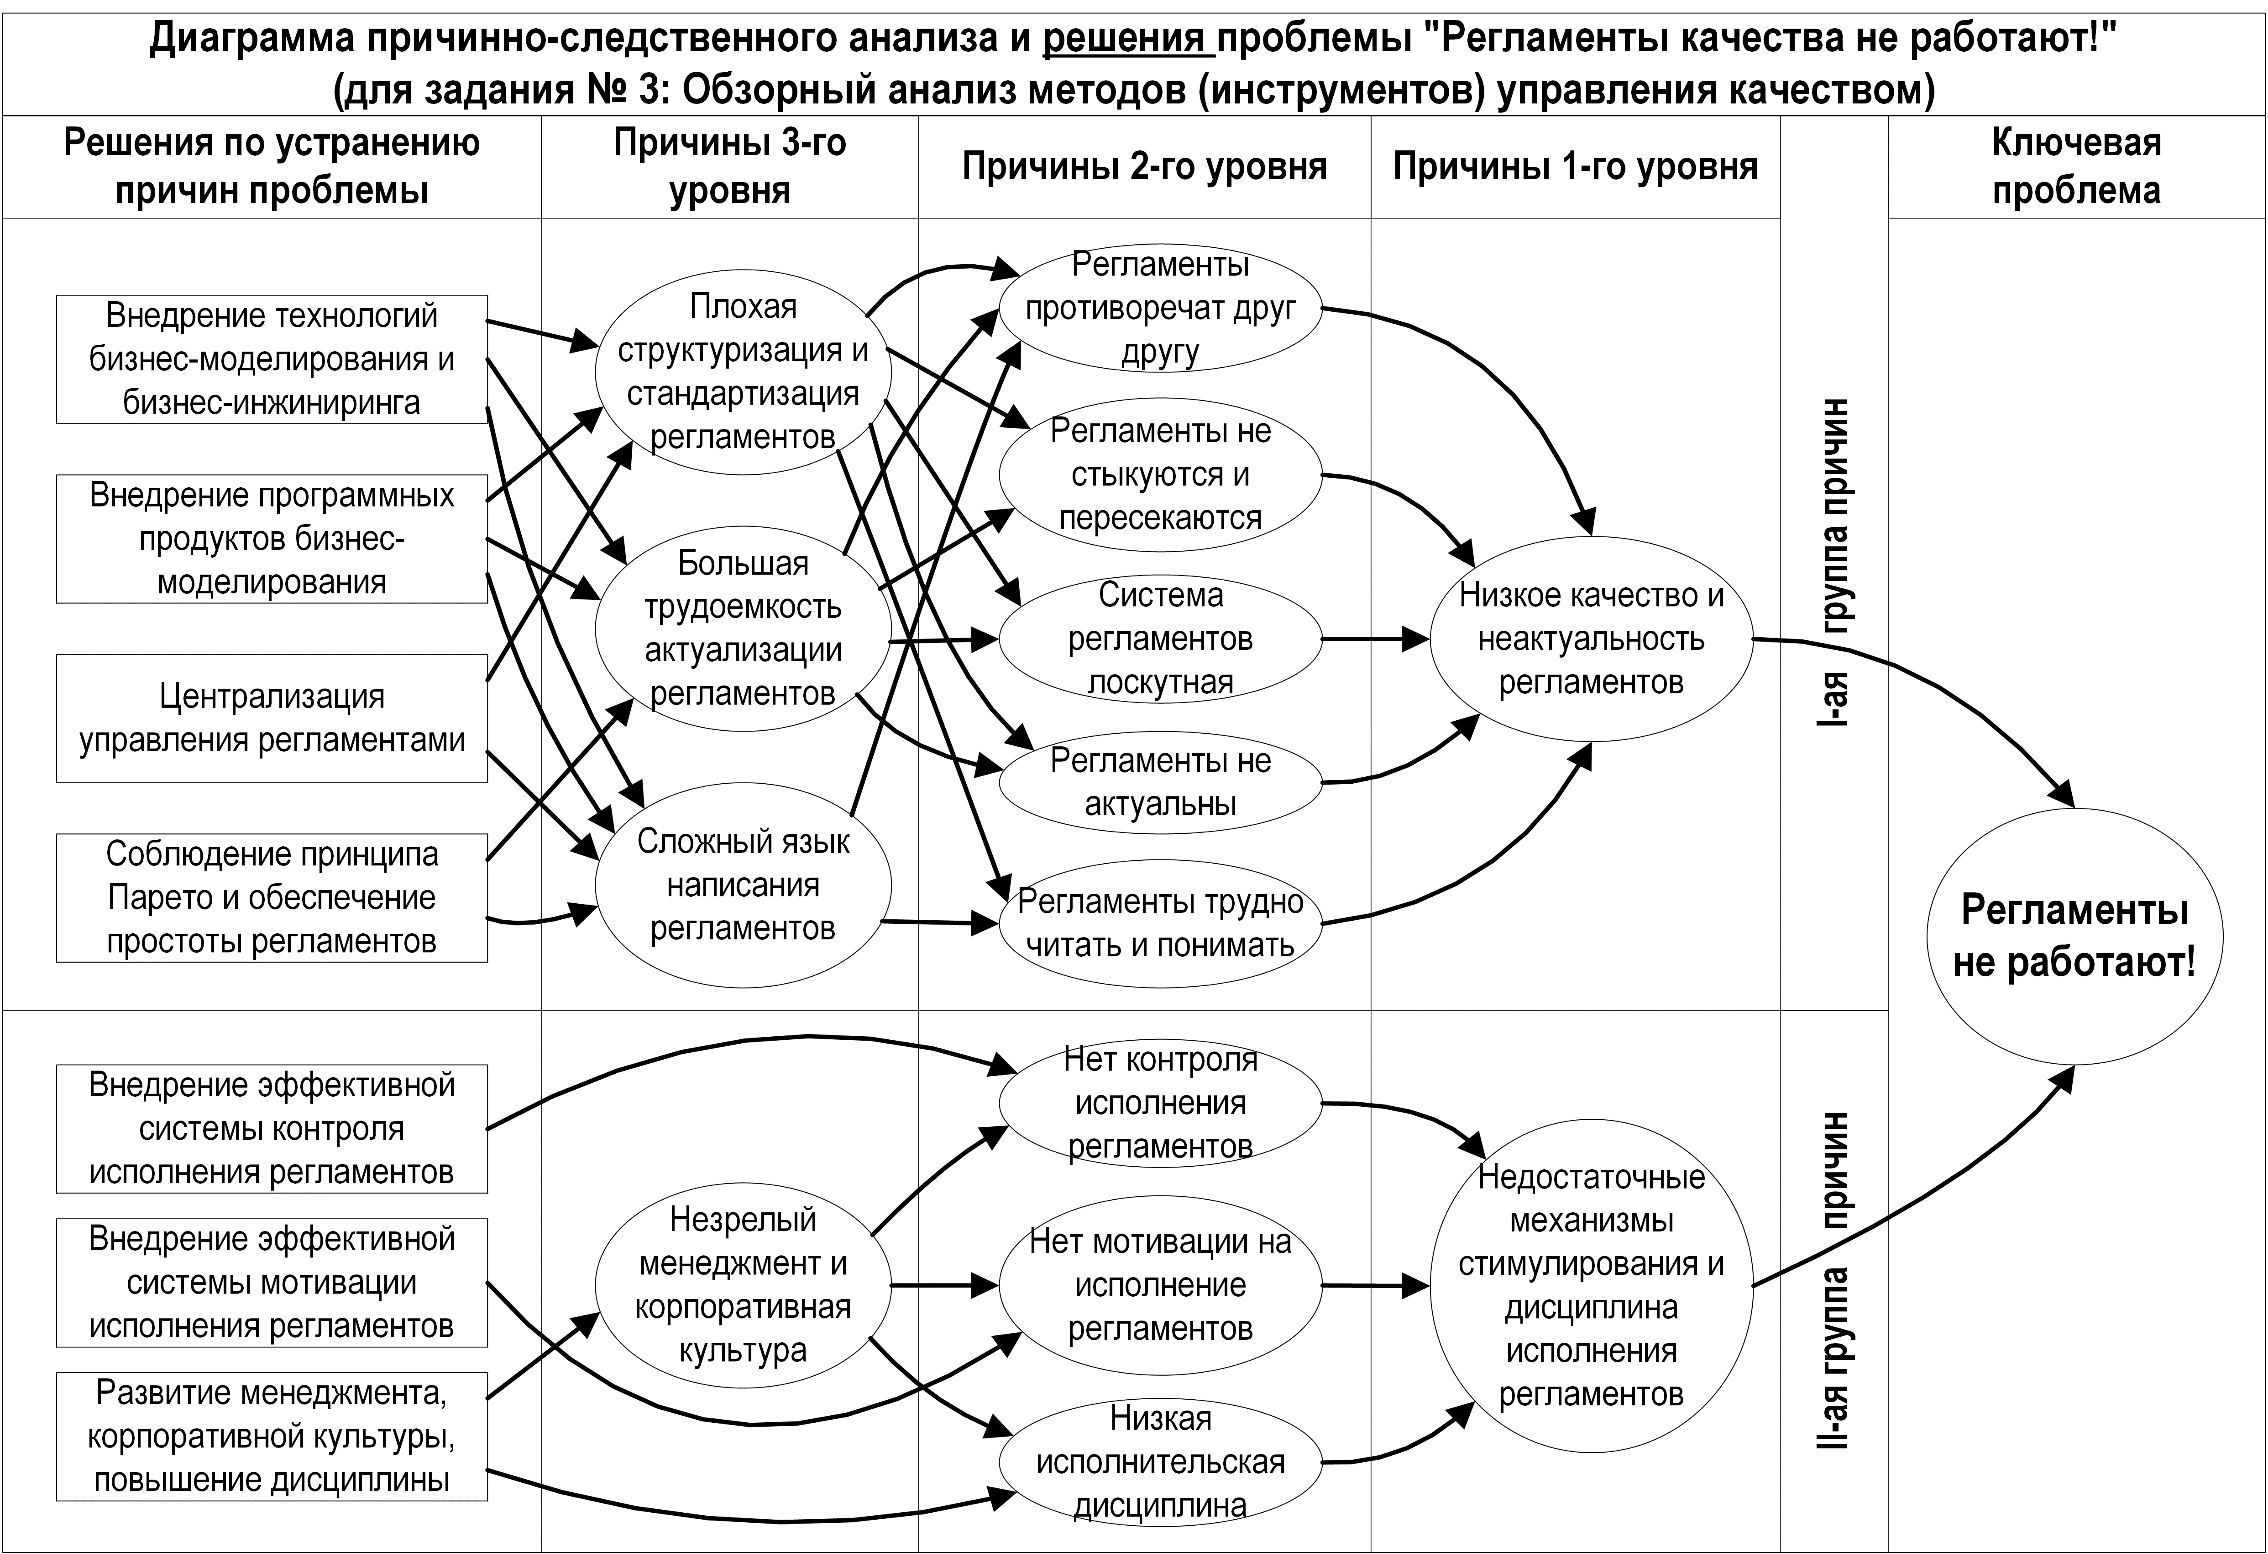 Диаграмма причинно-следственного анализа и решения проблемы "Регламенты качества не работают!"
(для задания № 3: Обзорный анализ методов (инструментов) управления качеством)
Решения по устранению
причин проблемы
Причины 3-го
уровня
Причины 2-го уровня
Причины 1-го уровня
Ключевая
проблема
Внедрение технологий
бизнес-моделирования и
бизнес-инжиниринга
Внедрение программных
продуктов бизнес-
моделирования
Централизация
управления регламентами
Соблюдение принципа
Парето и обеспечение
простоты регламентов
Плохая
структуризация и
стандартизация
регламентов
Большая
трудоемкость
актуализации
регламентов
Сложный язык
написания
регламентов
Регламенты
противоречат друг
другу
Регламенты не
стыкуются и
пересекаются
Система
регламентов
лоскутная
Регламенты не
актуальны
Регламенты трудно
читать и понимать
Низкое качество и
неактуальность
регламентов
I-ая группа причин
Регламенты
не работают!
Внедрение эффективной
системы контроля
исполнения регламентов
Внедрение эффективной
системы мотивации
исполнения регламентов
Развитие менеджмента,
корпоративной культуры,
повышение дисциплины
Незрелый
менеджмент и
корпоративная
культура
Нет контроля
исполнения
регламентов
Нет мотивации на
исполнение
регламентов
Низкая
исполнительская
дисциплина
Недостаточные
механизмы
стимулирования и
дисциплина
исполнения
регламентов
II-ая группа причин